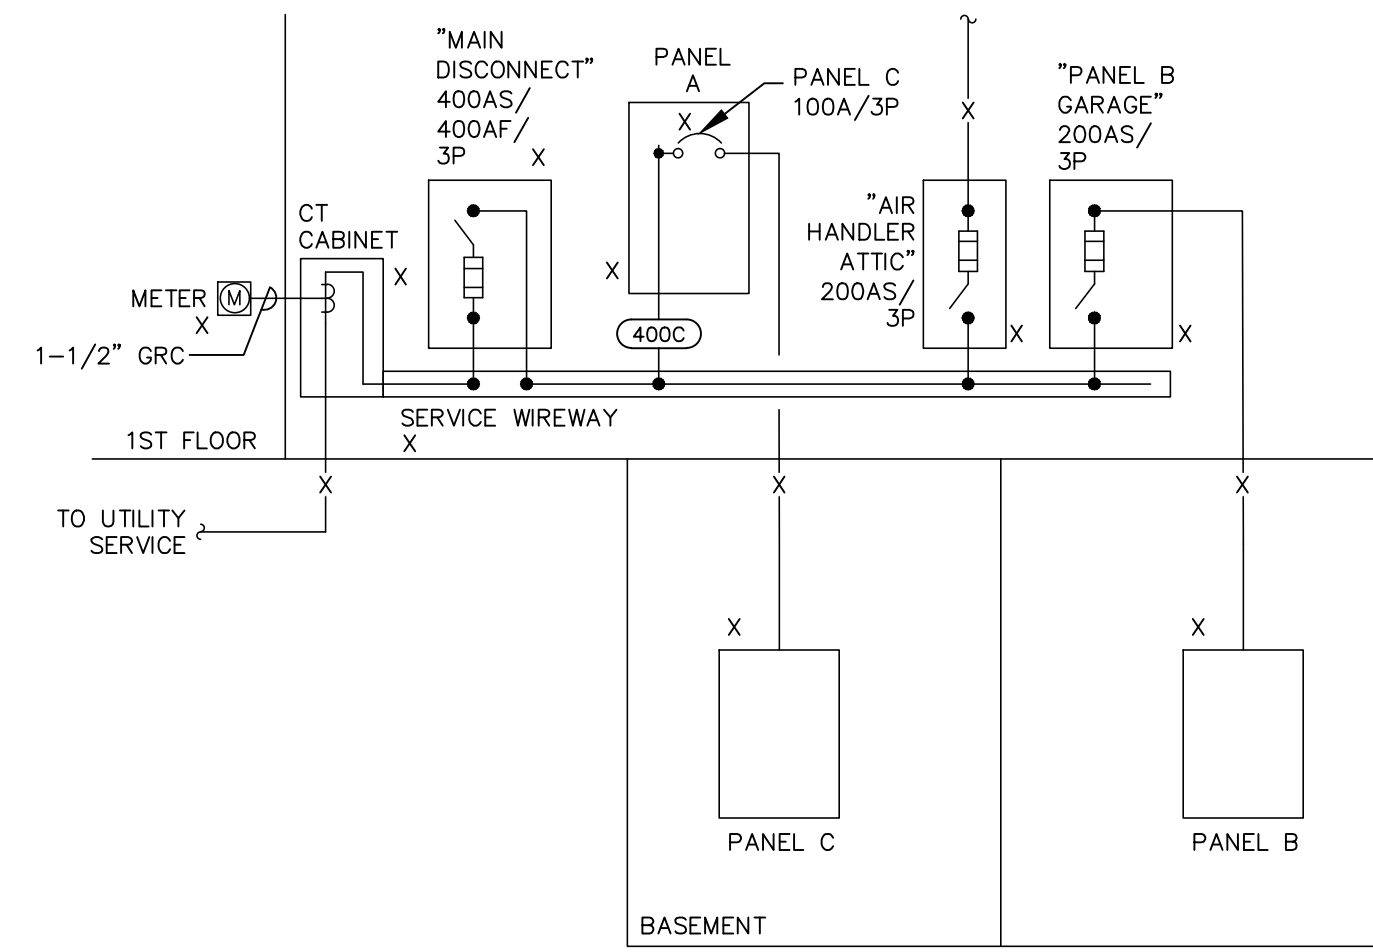 "MAIN
DISCONNECT"
400AS/
400AF/
3P
X
PANEL
A
X
PANEL C
100A/3P
X
"PANEL B
GARAGE"
200AS/
3P
CT
CABINET
X
X
"AIR
HANDLER
ATTIC"
200AS/
3P
X
X
METER
M
X
1-1/2" GRC
400C
SERVICE WIREWAY
X
1ST FLOOR
X
X
X
TO UTILITY
SERVICE
X
X
PANEL C
PANEL B
BASEMENT